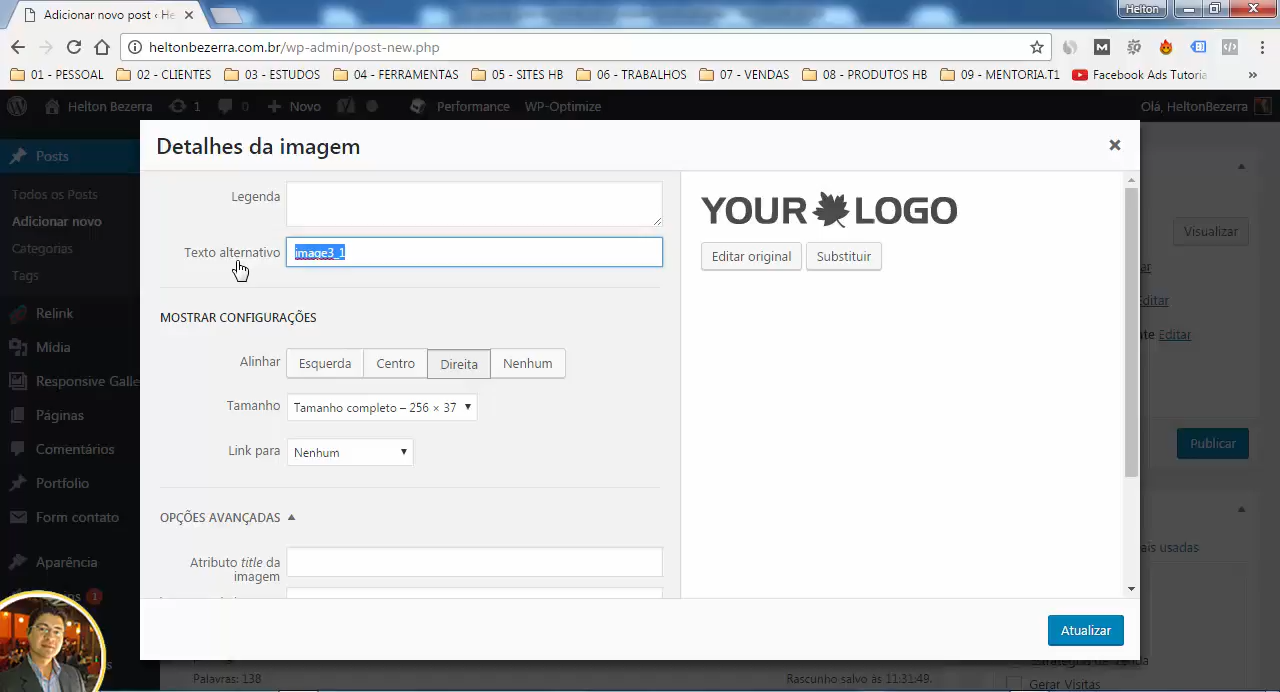 Adicionar novo post ‹ He
Helton
heltonbezerra.com.br/wp-admin/post-new.php
01 - PESSOAL
02 - CLIENTES
03 - ESTUDOS
04 - FERRAMENTAS
05 - SITES HB
06 - TRABALHOS
07 - VENDAS
08 - PRODUTOS HB
09 - MENTORIA.T1
Facebook Ads Tutoria
»
Helton Bezerra
1
0
Novo
Performance
WP-Optimize
Olá, HeltonBezerra
Posts
Todos os Posts
Adicionar novo
Categorias
Tags
Relink
Mídia
Responsive Galle
Páginas
Comentários
Portfolio
Form contato
Aparência
1
Detalhes da imagem
Legenda
Texto alternativo
image3_1
MOSTRAR CONFIGURAÇÕES
Alinhar
Esquerda
Centro
Direita
Nenhum
Tamanho
Tamanho completo – 256 × 37
Link para
Nenhum
OPÇÕES AVANÇADAS
Atributo title da
imagem
YOUR LOGO
Editar original
Substituir
Atualizar
Visualizar
ar
Editar
te Editar
Publicar
ais usadas
Gerar Visitas
Palavras: 138
Rascunho salvo às 11:31:49.